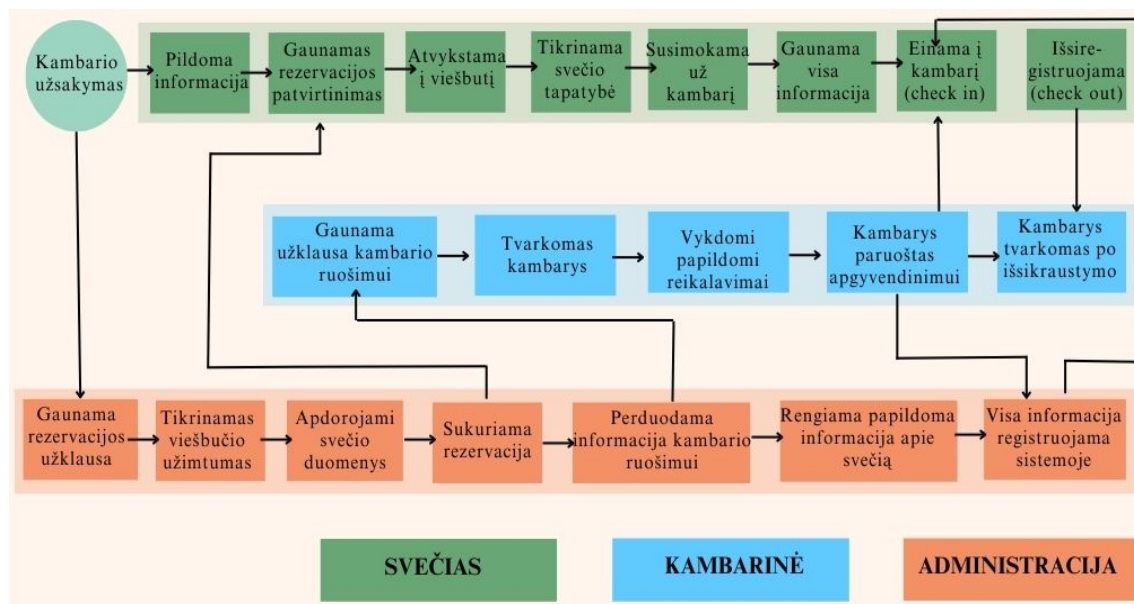 Kambario
užsakymas
Pildoma
informacija
Gaunamas
rezervacijos
patvirtinimas
Atvykstama
į viešbutį
Tikrinama
svečio
tapatybė
Susimokama
už
kambarį
Gaunama
visa
informacija
Einama į
kambarį
(check in)
Išsire-
gistruojama
(check out)
Gaunama
užklausa kambario
ruošimui
Tvarkomas
kambarys
Vykdomi
papildomi
reikalavimai
Kambarys
paruoštas
apgyvendinimui
Kambarys
tvarkomas po
išsikraustymo
Gaunama
rezervacijos
užklausa
Tikrinamas
viešbučio
užimtumas
Apdorojami
svečio
duomenys
Sukuriama
rezervacija
Perduodama
informacija kambario
ruošimui
Rengiama papildoma
informacija apie
svečią
Visa informacija
registruojama
sistemoje
SVEČIAS
KAMBARINĖ
ADMINISTRACIJA